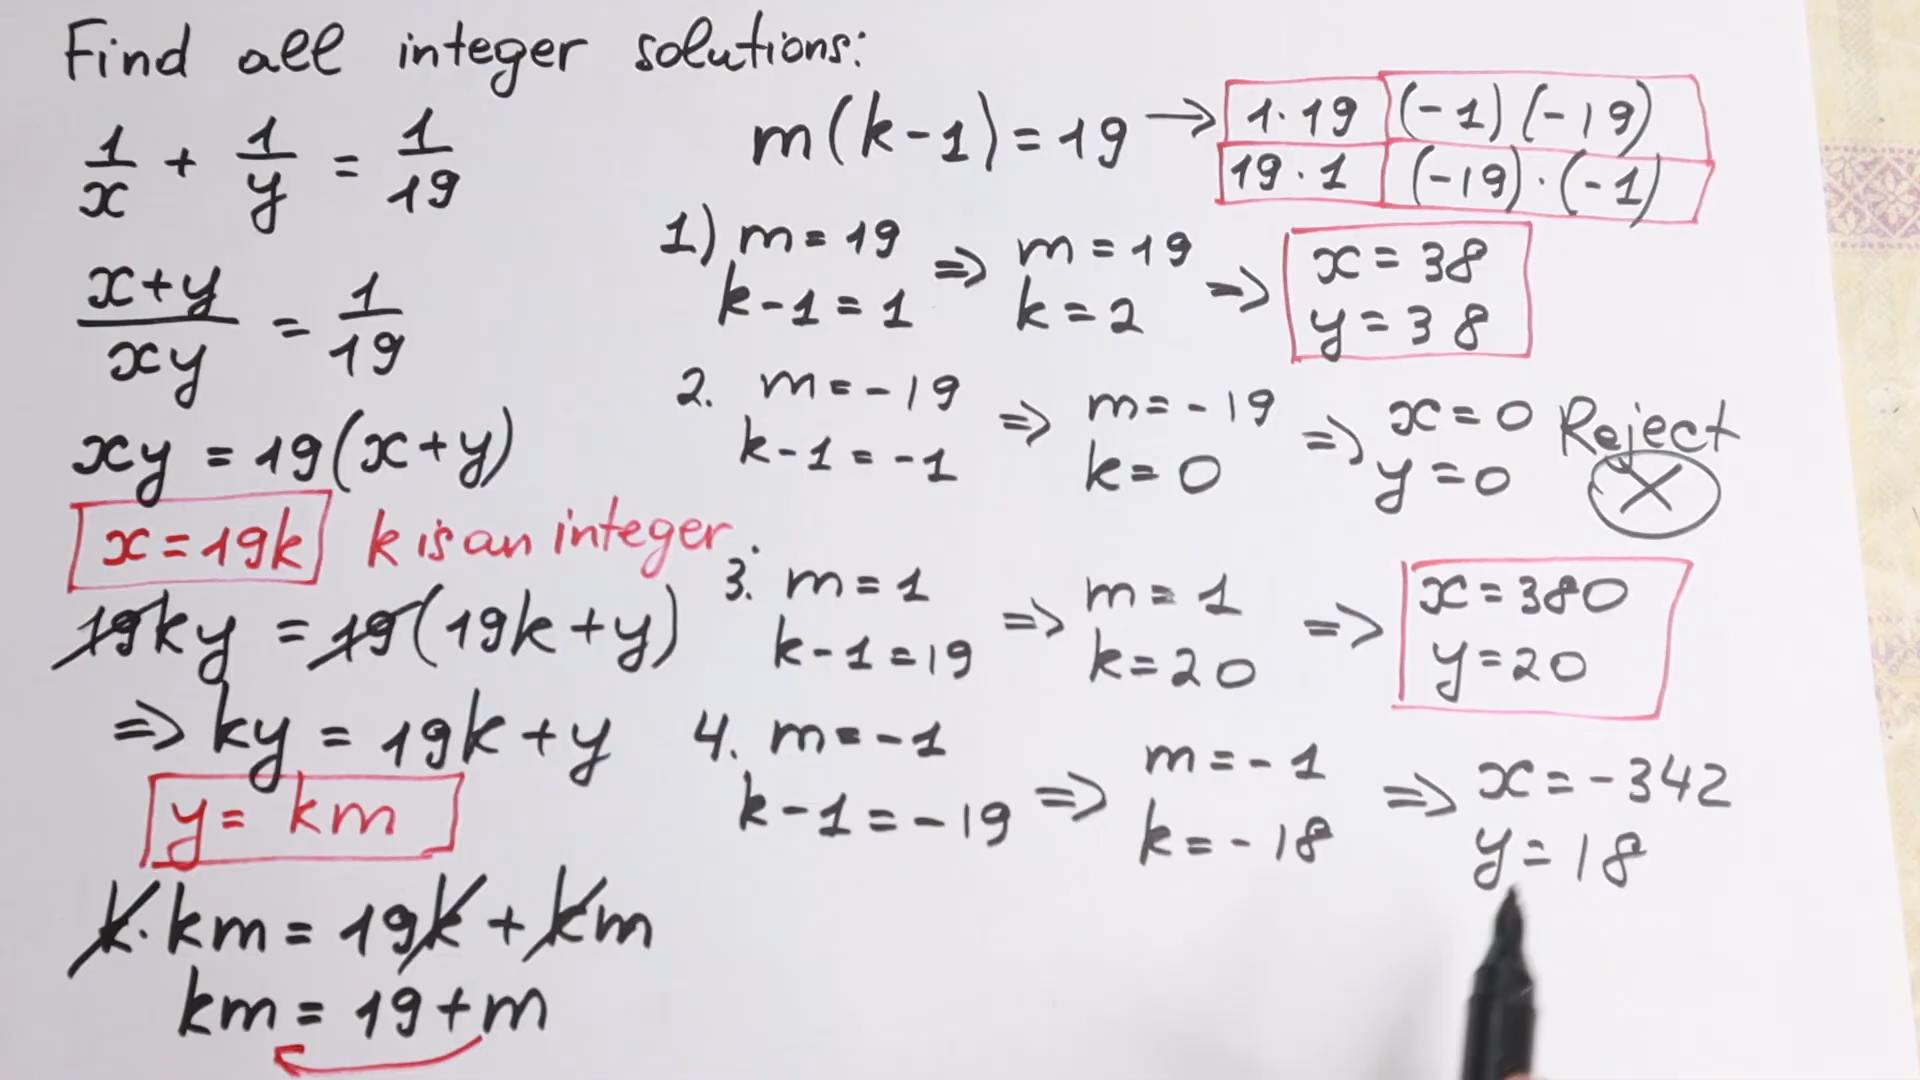 Find all integer solutions:
1/x + 1/y = 1/19
x+y/xy = 1/19
xy = 19(x+y)
x=19k k is an integer
19ky = 19(19k+y)
=> ky = 19k+y
y= km
k·km = 19k + km
km = 19+m
m(k-1)=19 → 1·19 (-1)(-19)
19·1 (-19)·(-1)
1) m=19 => m=19 => x=38
k-1=1 k=2 y=38
2. m=-19 => m=-19 => x=0 Reject
k-1=-1 k=0 y=0 X
3. m=1 => m=1 => x=380
k-1=19 k=20 y=20
4. m=-1 => m=-1 => x=-342
k-1=-19 k=-18 y=18